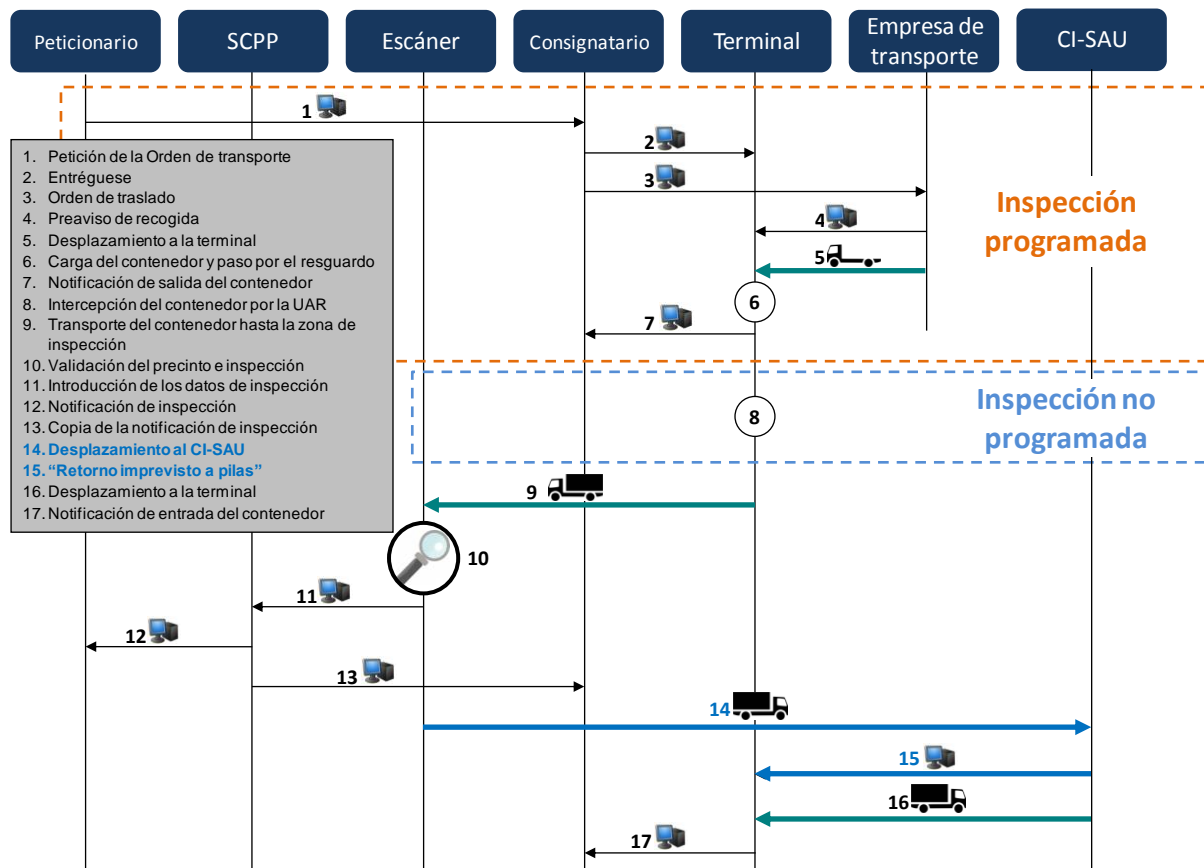 Peticionario
SCPP
Escáner
Consignatario
Terminal
Empresa de
transporte
CI-SAU
1
2
3
4
5
6
7
Inspección
programada
1. Petición de la Orden de transporte
2. Entréguese
3. Orden de traslado
4. Preaviso de recogida
5. Desplazamiento a la terminal
6. Carga del contenedor y paso por el resguardo
7. Notificación de salida del contenedor
8. Intercepción del contenedor por la UAR
9. Transporte del contenedor hasta la zona de
inspección
10. Validación del precinto e inspección
11. Introducción de los datos de inspección
12. Notificación de inspección
13. Copia de la notificación de inspección
14. Desplazamiento al CI-SAU
15. “Retorno imprevisto a pilas”
16. Desplazamiento a la terminal
17. Notificación de entrada del contenedor
Inspección no
programada
8
9
10
11
12
13
14
15
16
17